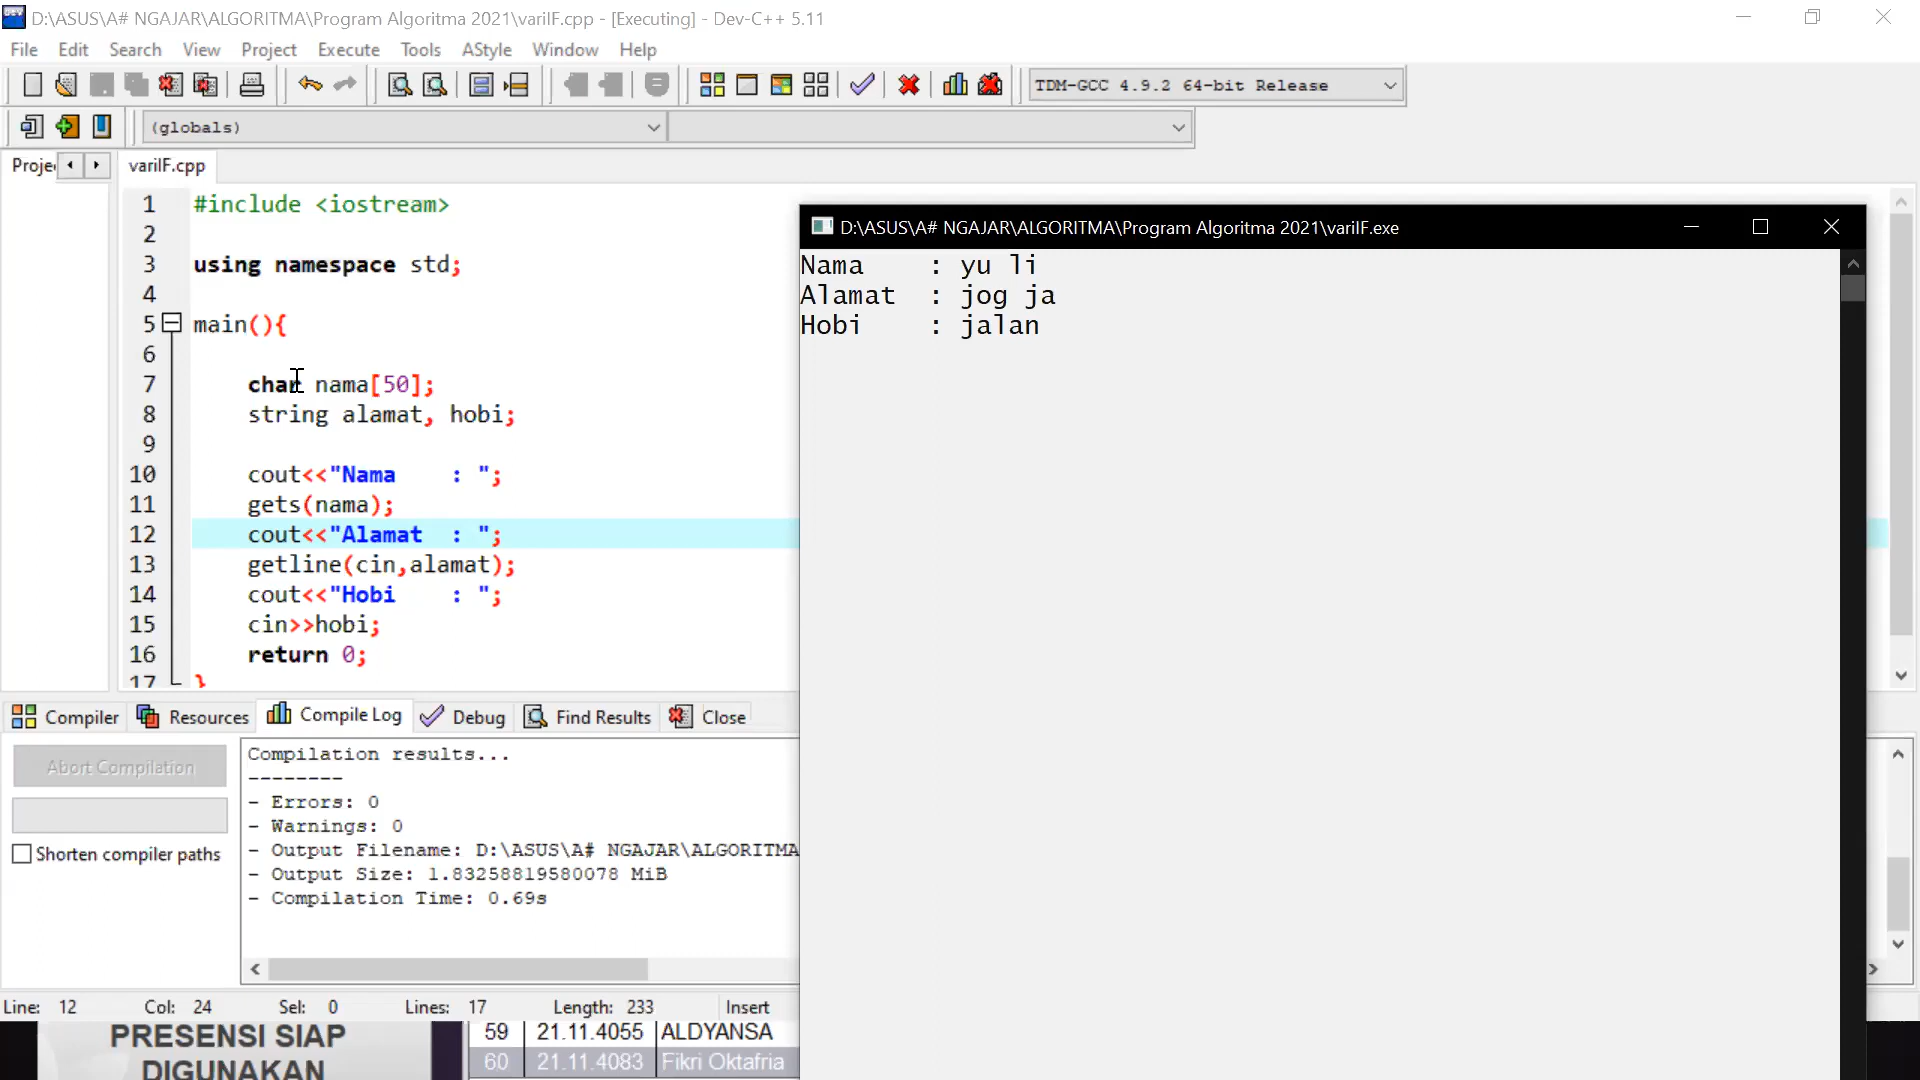 D:\ASUS\A# NGAJAR\ALGORITMA\Program Algoritma 2021\varilF.cpp - [Executing] - Dev-C++ 5.11
File Edit Search View Project Execute Tools AStyle Window Help
TDM-GCC 4.9.2 64-bit Release
(globals)
Proje varilF.cpp
1 #include <iostream>
2
3 using namespace std;
4
5 main(){
6
7 char nama[50];
8 string alamat, hobi;
9
10 cout<<"Nama    : ";
11 gets(nama);
12 cout<<"Alamat  : ";
13 getline(cin,alamat);
14 cout<<"Hobi    : ";
15 cin>>hobi;
16 return 0;
17 }
D:\ASUS\A# NGAJAR\ALGORITMA\Program Algoritma 2021\varilF.exe
Nama    : yu li
Alamat  : jog ja
Hobi    : jalan
Compiler Resources Compile Log Debug Find Results Close
Abort Compilation
Shorten compiler paths
Compilation results...
--------
- Errors: 0
- Warnings: 0
- Output Filename: D:\ASUS\A# NGAJAR\ALGORITMA
- Output Size: 1.83258819580078 MiB
- Compilation Time: 0.69s
Line: 12 Col: 24 Sel: 0 Lines: 17 Length: 233 Insert
PRESENSI SIAP
DIGUNAKAN
59 21.11.4055 ALDYANSA
60 21.11.4083 Fikri Oktafria